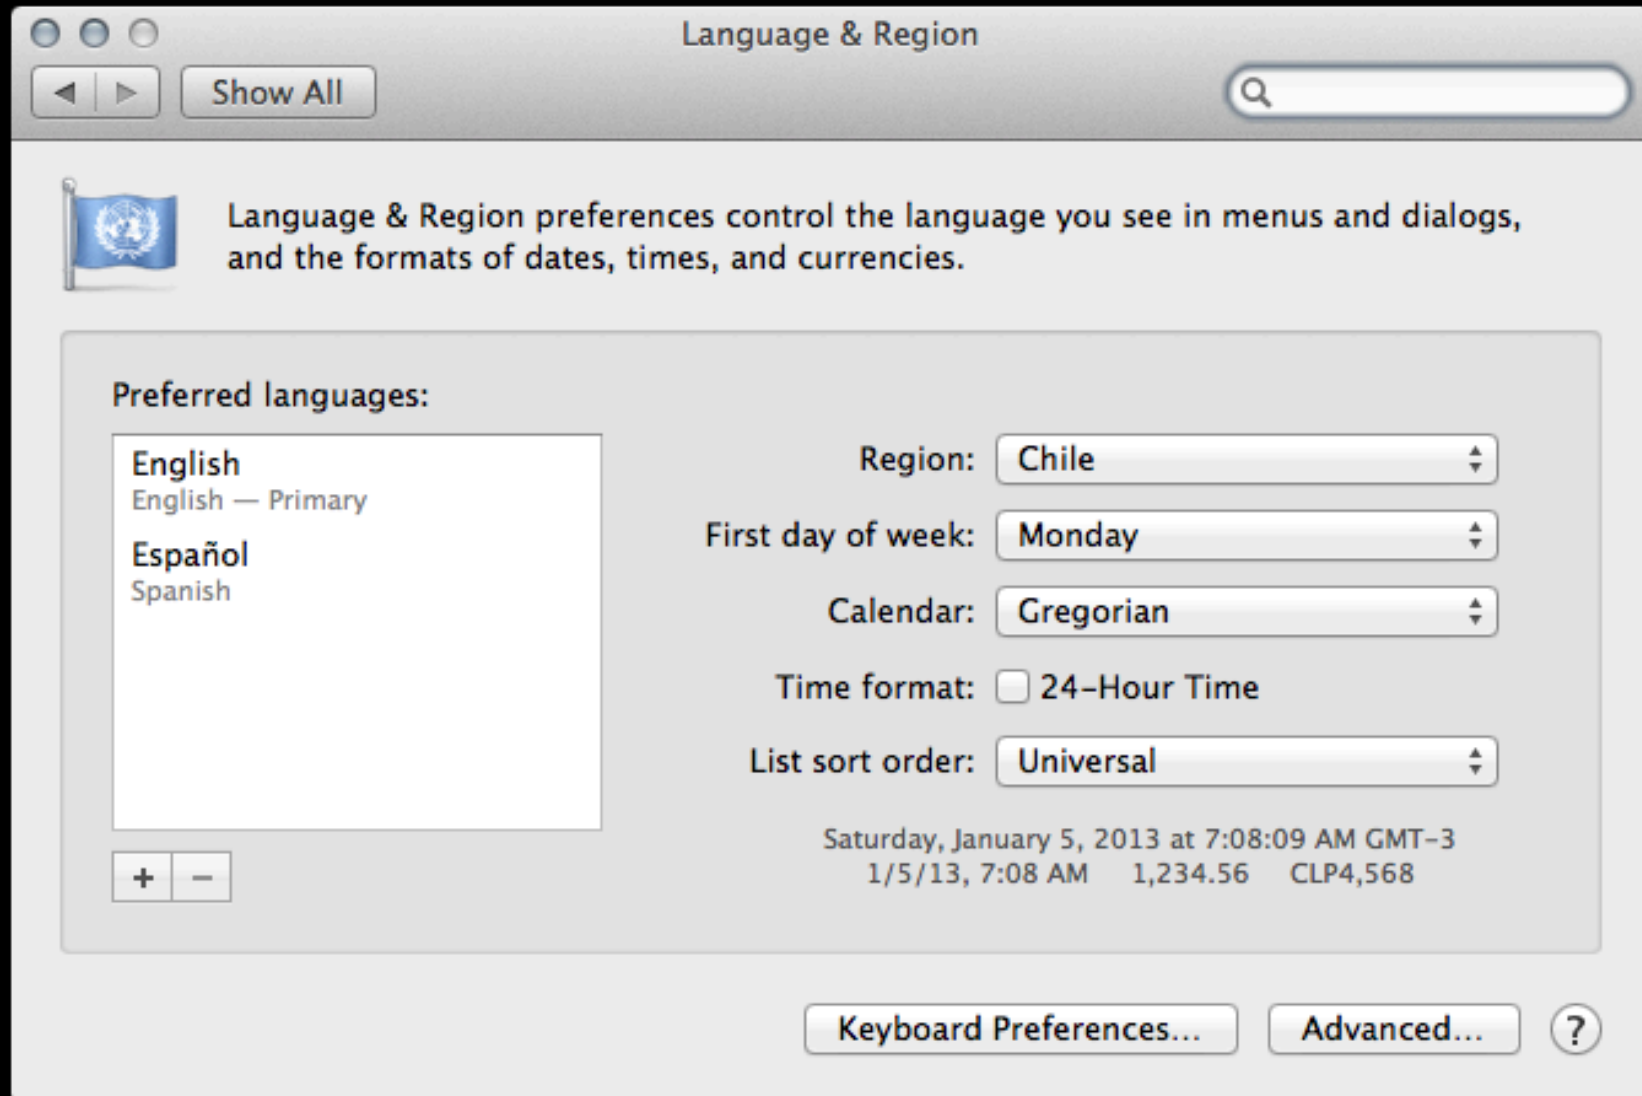 Language & Region
Show All
Language & Region preferences control the language you see in menus and dialogs,
and the formats of dates, times, and currencies.
Preferred languages:
English
English — Primary
Español
Spanish
Region: Chile
First day of week: Monday
Calendar: Gregorian
Time format: 24-Hour Time
List sort order: Universal
Saturday, January 5, 2013 at 7:08:09 AM GMT-3
1/5/13, 7:08 AM 1,234.56 CLP4,568
+ −
Keyboard Preferences... Advanced... ?